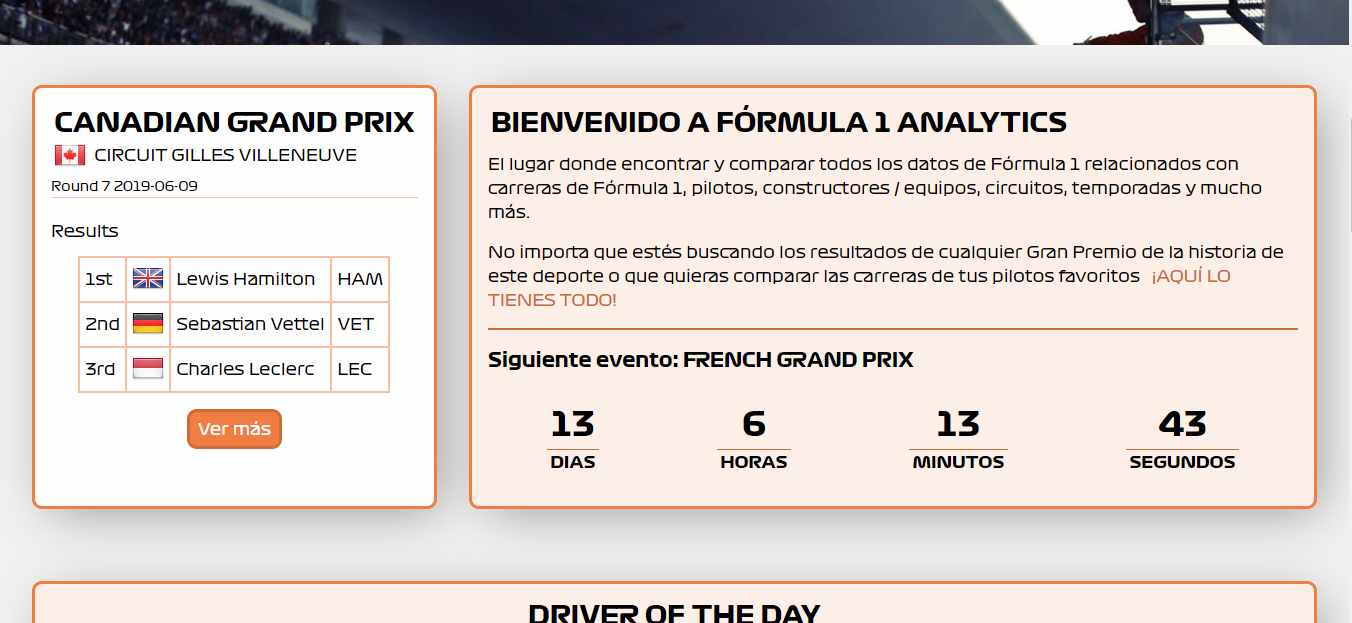 CANADIAN GRAND PRIX
CIRCUIT GILLES VILLENEUVE
Round 7 2019-06-09
Results
1st Lewis Hamilton HAM
2nd Sebastian Vettel VET
3rd Charles Leclerc LEC
Ver más
BIENVENIDO A FÓRMULA 1 ANALYTICS
El lugar donde encontrar y comparar todos los datos de Fórmula 1 relacionados con
carreras de Fórmula 1, pilotos, constructores / equipos, circuitos, temporadas y mucho
más.
No importa que estés buscando los resultados de cualquier Gran Premio de la historia de
este deporte o que quieras comparar las carreras de tus pilotos favoritos ¡AQUÍ LO
TIENES TODO!
Siguiente evento: FRENCH GRAND PRIX
13 6 13 43
DIAS HORAS MINUTOS SEGUNDOS
DRIVER OF THE DAY